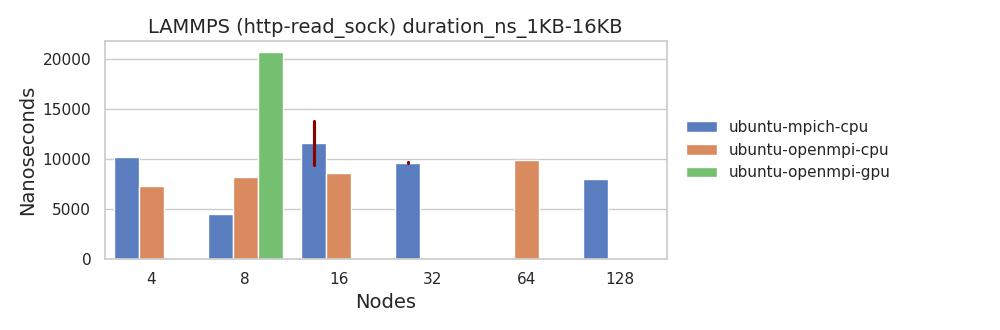 LAMMPS (http-read_sock) duration_ns_1KB-16KB
Nanoseconds
20000
15000
10000
5000
0
4 8 16 32 64 128
Nodes
ubuntu-mpich-cpu
ubuntu-openmpi-cpu
ubuntu-openmpi-gpu